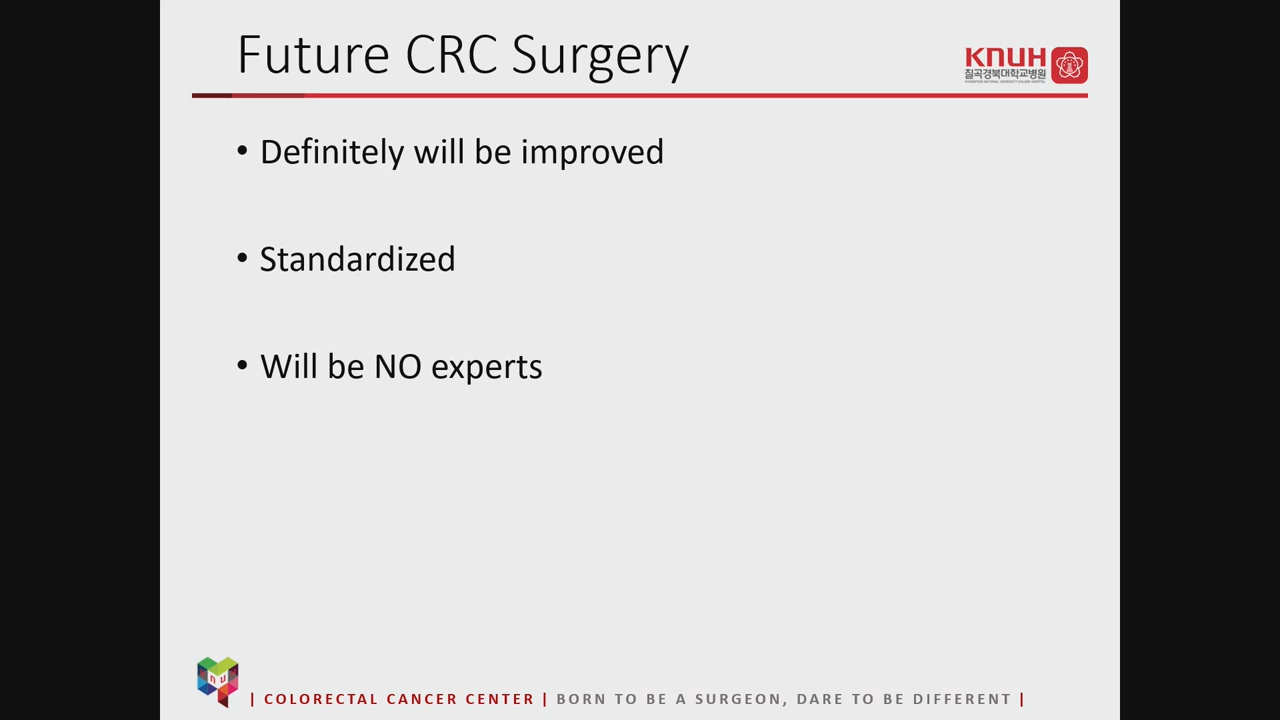 Future CRC Surgery
KNUH
칠곡경북대학교병원
• Definitely will be improved
• Standardized
• Will be NO experts
| COLORECTAL CANCER CENTER | BORN TO BE A SURGEON, DARE TO BE DIFFERENT |